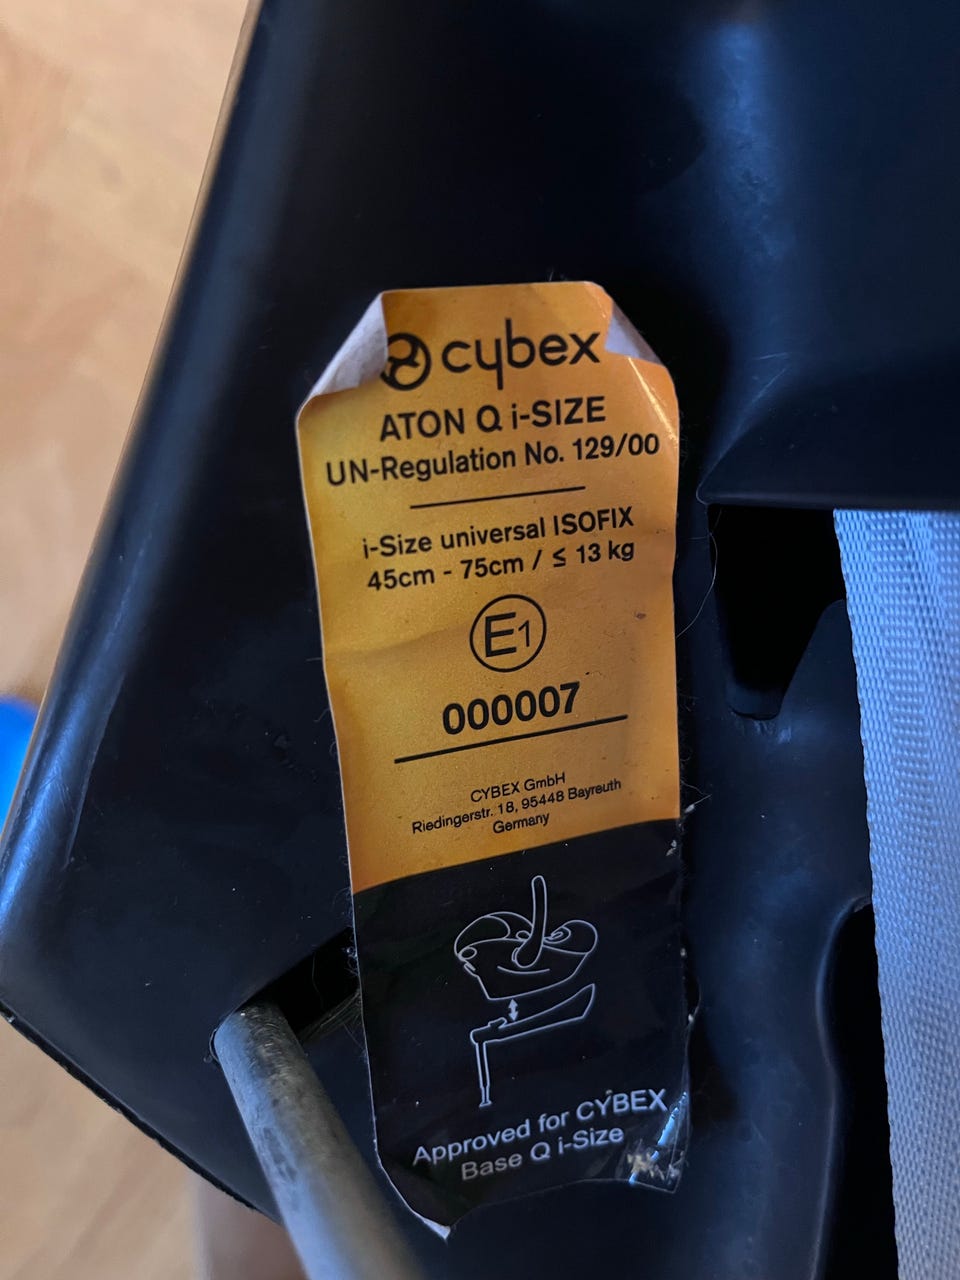 cybex
ATON Q i-SIZE
UN-Regulation No. 129/00
i-Size universal ISOFIX
45cm - 75cm / ≤ 13 kg
E1
000007
CYBEX GmbH
Riedingerstr. 18, 95448 Bayreuth
Germany
Approved for CYBEX
Base Q i-Size